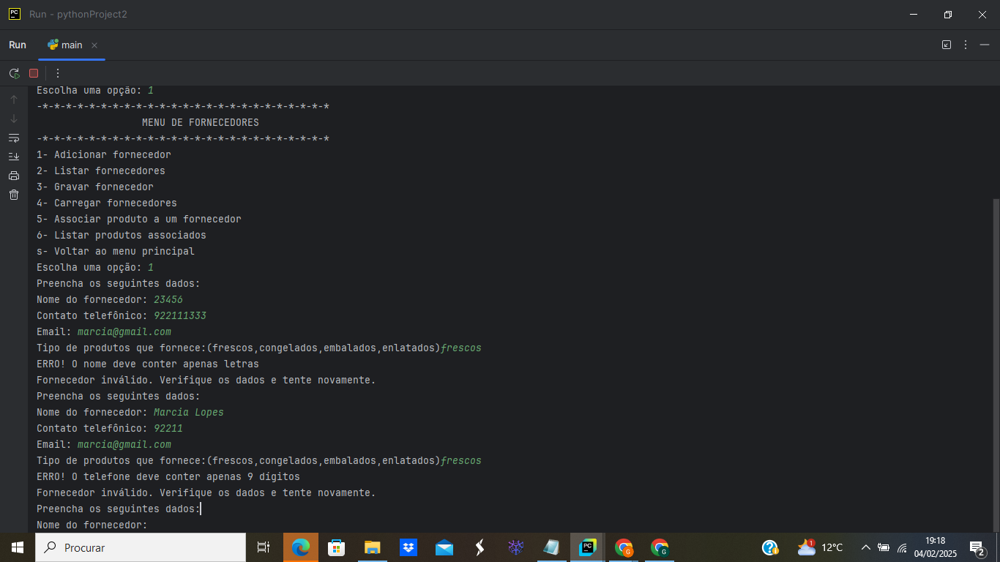 PC Run - pythonProject2
Run main
Escolha uma opção: 1
-*-*-*-*-*-*-*-*-*-*-*-*-*-*-*-*-*-*-*-*-*-*-*-*-*
MENU DE FORNECEDORES
-*-*-*-*-*-*-*-*-*-*-*-*-*-*-*-*-*-*-*-*-*-*-*-*-*
1- Adicionar fornecedor
2- Listar fornecedores
3- Gravar fornecedor
4- Carregar fornecedores
5- Associar produto a um fornecedor
6- Listar produtos associados
s- Voltar ao menu principal
Escolha uma opção: 1
Preencha os seguintes dados:
Nome do fornecedor: 23456
Contato telefônico: 922111333
Email: marcia@gmail.com
Tipo de produtos que fornece:(frescos,congelados,embalados,enlatados)frescos
ERRO! O nome deve conter apenas letras
Fornecedor inválido. Verifique os dados e tente novamente.
Preencha os seguintes dados:
Nome do fornecedor: Marcia Lopes
Contato telefônico: 92211
Email: marcia@gmail.com
Tipo de produtos que fornece:(frescos,congelados,embalados,enlatados)frescos
ERRO! O telefone deve conter apenas 9 dígitos
Fornecedor inválido. Verifique os dados e tente novamente.
Preencha os seguintes dados:
Nome do fornecedor:
Procurar PC G G 1 12°C 19:18 2
04/02/2025